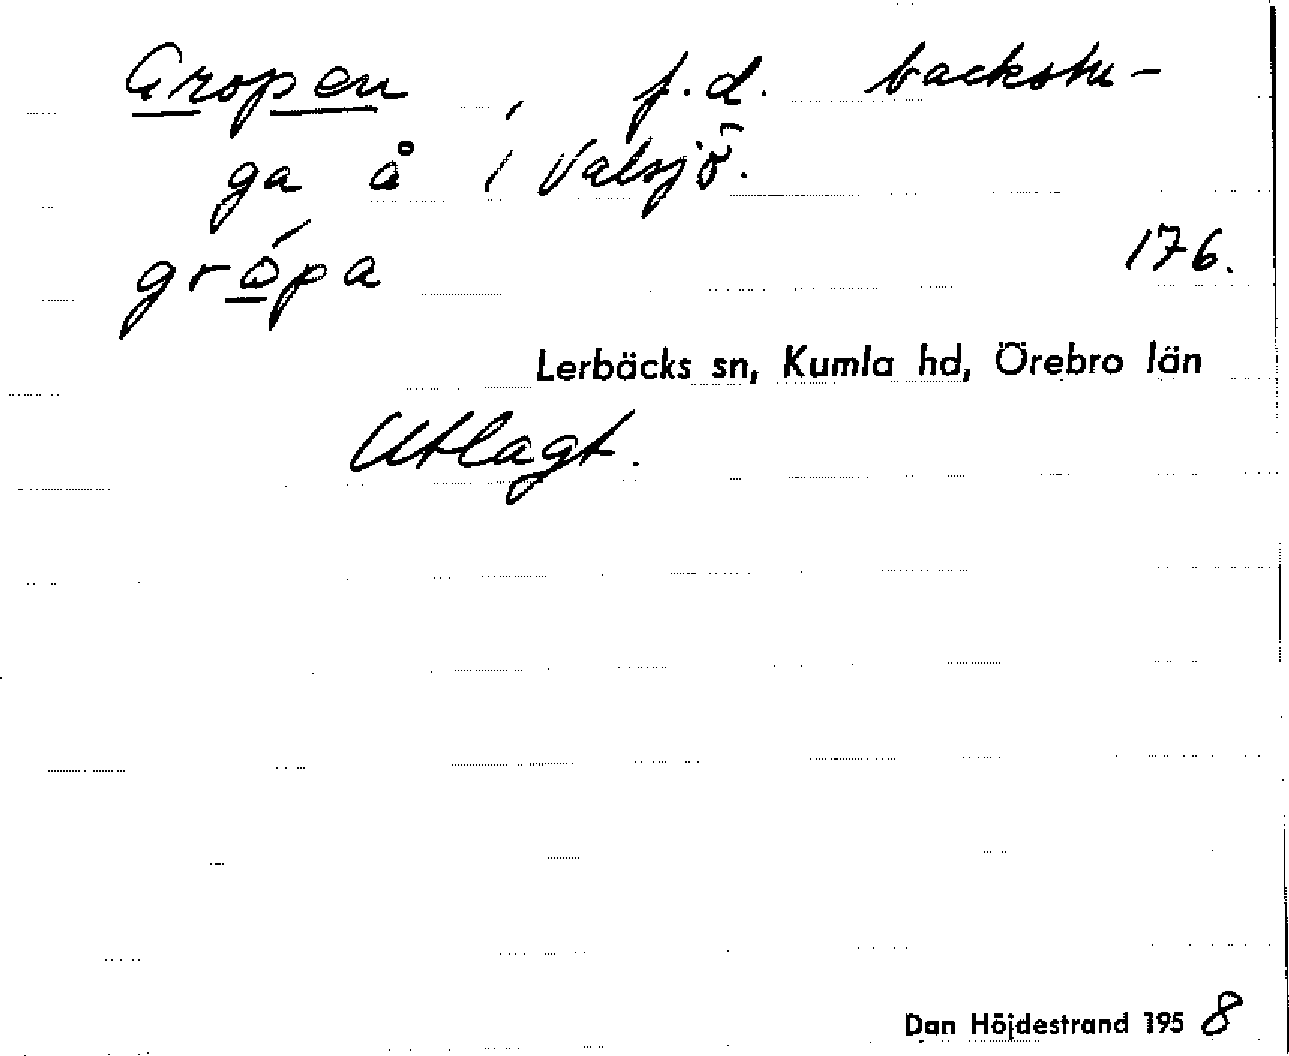 Gropen, f.d. backstu-
ga å i Valsjö.
grópa
176.
Lerbäcks sn, Kumla hd, Örebro län
Utlagt.
Dan Höjdestrand 1958